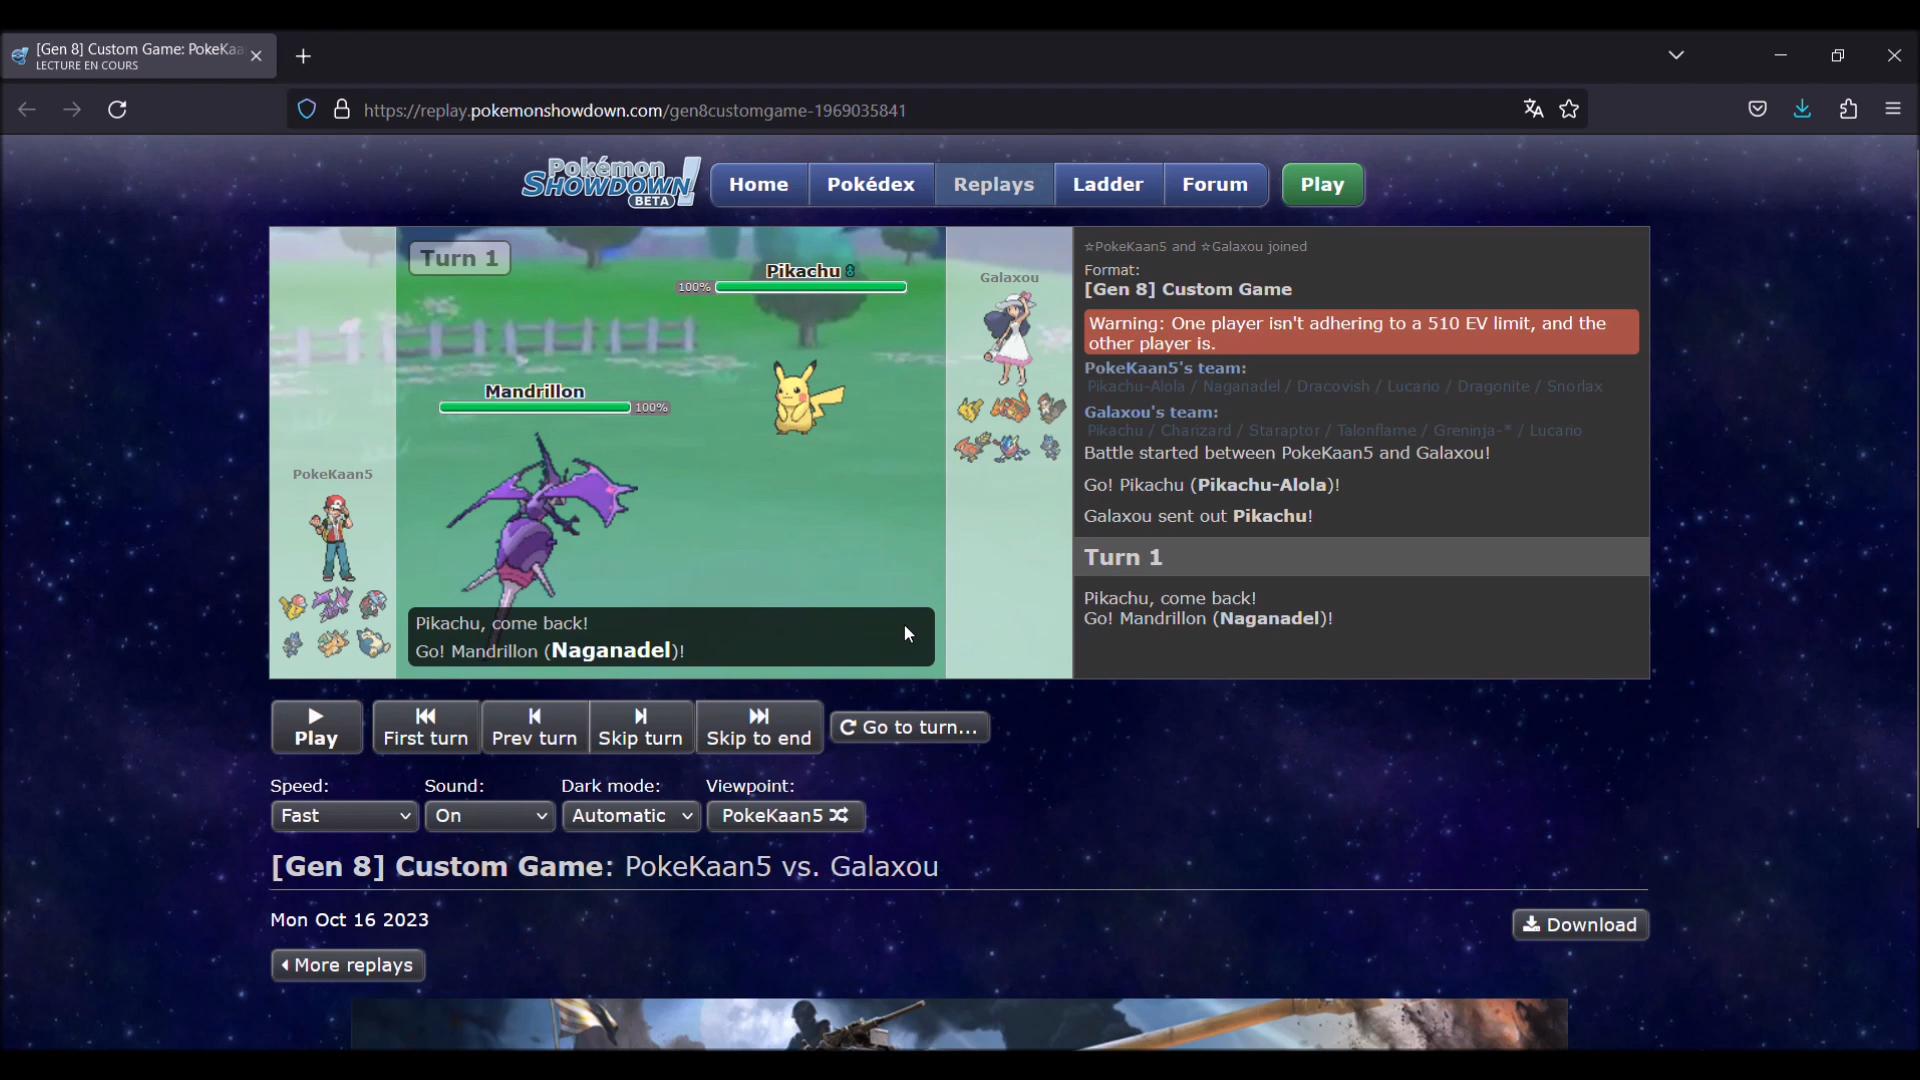 [Gen 8] Custom Game: PokeKaa
LECTURE EN COURS
https://replay.pokemonshowdown.com/gen8customgame-1969035841
Pokémon
SHOWDOWN!
BETA
Home
Pokédex
Replays
Ladder
Forum
Play
Turn 1
Pikachu
100%
Mandrillon
100%
Pikachu, come back!
Go! Mandrillon (Naganadel)!
PokeKaan5
Galaxou
☆PokeKaan5 and ☆Galaxou joined
Format:
[Gen 8] Custom Game
Warning: One player isn't adhering to a 510 EV limit, and the
other player is.
PokeKaan5's team:
Pikachu-Alola / Naganadel / Dracovish / Lucario / Dragonite / Snorlax
Galaxou's team:
Pikachu / Charizard / Staraptor / Talonflame / Greninja-* / Lucario
Battle started between PokeKaan5 and Galaxou!
Go! Pikachu (Pikachu-Alola)!
Galaxou sent out Pikachu!
Turn 1
Pikachu, come back!
Go! Mandrillon (Naganadel)!
Play
First turn
Prev turn
Skip turn
Skip to end
Go to turn...
Speed:
Sound:
Dark mode:
Viewpoint:
Fast
On
Automatic
PokeKaan5
[Gen 8] Custom Game: PokeKaan5 vs. Galaxou
Mon Oct 16 2023
Download
More replays